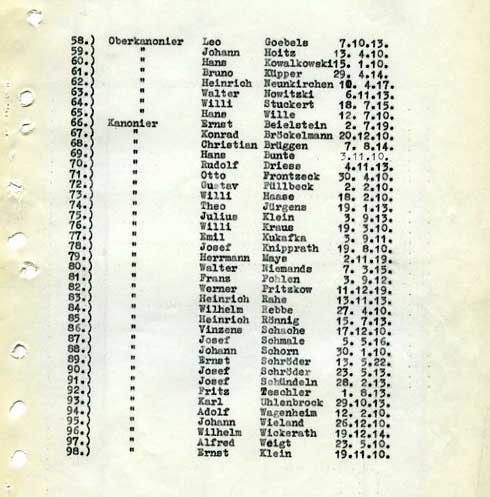 58.) Oberkanonier Leo Goebels 7.10.13.
59.) " Johann Hoitz 13. 4.10.
60.) " Hans Kowalkowski15. 1.10.
61.) " Bruno Küpper 29. 4.14.
62.) " Heinrich Neunkirchen 10. 4.17.
63.) " Walter Nowitzki 6.11.13.
64.) " Willi Stuckert 18. 7.15.
65.) " Hans Wille 12. 7.10.
66.) Kanonier Ernst Beielstein 2. 7.19.
67.) " Konrad Bröckelmann 20.12.10.
68.) " Christian Brüggen 7. 8.14.
69.) " Hans Bunte 3.11.10.
70.) " Rudolf Driess 4.11.13.
71.) " Otto Frontzeck 30. 4.10.
72.) " Gustav Füllbeck 2. 2.10.
73.) " Willi Haase 18. 2.10.
74.) " Theo Jürgens 19. 1.13.
75.) " Julius Klein 3. 9.13.
76.) " Willi Kraus 19. 3.10.
77.) " Emil Kukafka 3. 9.11.
78.) " Josef Knipprath 19. 8.10.
79.) " Herrmann Mays 2.11.19.
80.) " Walter Niemands 7. 3.15.
81.) " Franz Pohlen 3. 9.12.
82.) " Werner Pritzkow 11.12.19.
83.) " Heinrich Rahe 13.11.13.
84.) " Wilhelm Rebbe 27. 4.10.
85.) " Heinrich Rönnig 15. 7.13.
86.) " Vinzens Schache 17.12.10.
87.) " Josef Schmale 5. 5.16.
88.) " Johann Schorn 30. 1.10.
89.) " Ernst Schröder 13. 5.22.
90.) " Josef Schröder 23. 5.13.
91.) " Josef Schündeln 28. 2.13.
92.) " Fritz Teschler 1. 8.13.
93.) " Karl Uhlenbrock 29.10.13.
94.) " Adolf Wagenheim 12. 2.10.
95.) " Johann Wieland 26.12.10.
96.) " Wilhelm Wickerath 19.12.14.
97.) " Alfred Weigt 23. 5.10.
98.) " Ernst Klein 19.11.10.